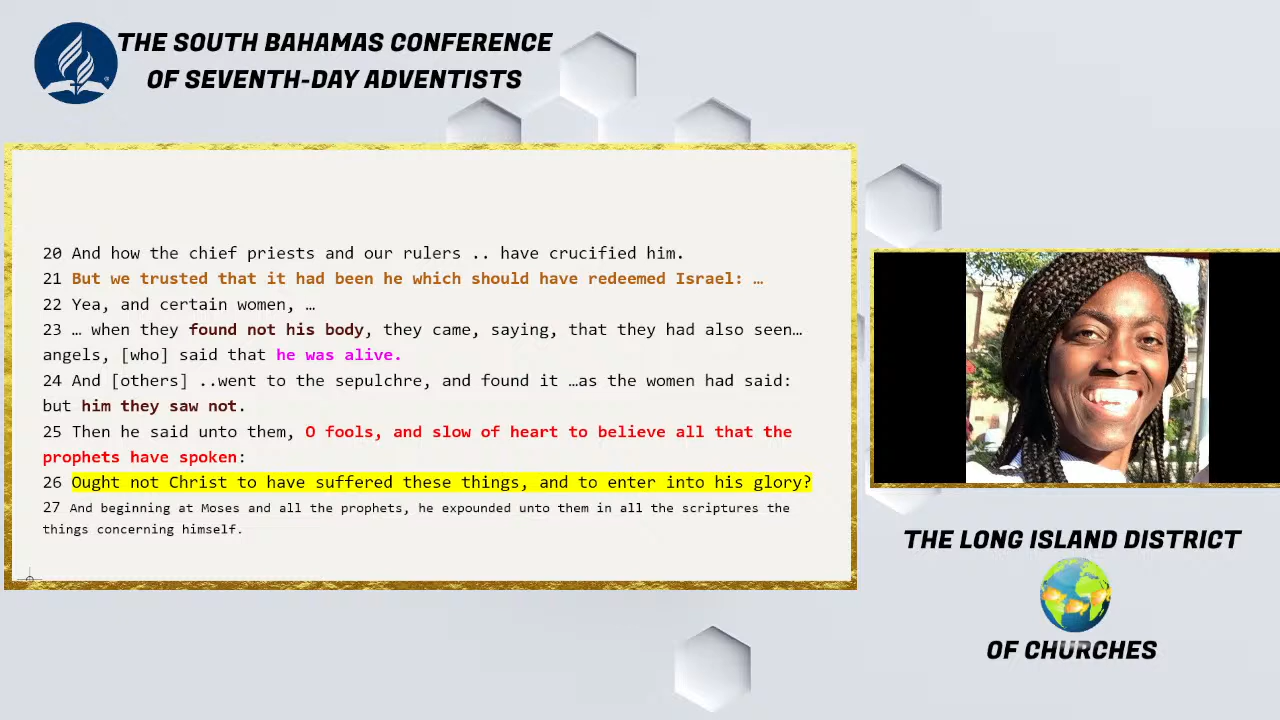 THE SOUTH BAHAMAS CONFERENCE
OF SEVENTH-DAY ADVENTISTS
20 And how the chief priests and our rulers .. have crucified him.
21 But we trusted that it had been he which should have redeemed Israel: …
22 Yea, and certain women, …
23 … when they found not his body, they came, saying, that they had also seen…
angels, [who] said that he was alive.
24 And [others] ..went to the sepulchre, and found it …as the women had said:
but him they saw not.
25 Then he said unto them, O fools, and slow of heart to believe all that the
prophets have spoken:
26 Ought not Christ to have suffered these things, and to enter into his glory?
27 And beginning at Moses and all the prophets, he expounded unto them in all the scriptures the
things concerning himself.
THE LONG ISLAND DISTRICT
OF CHURCHES